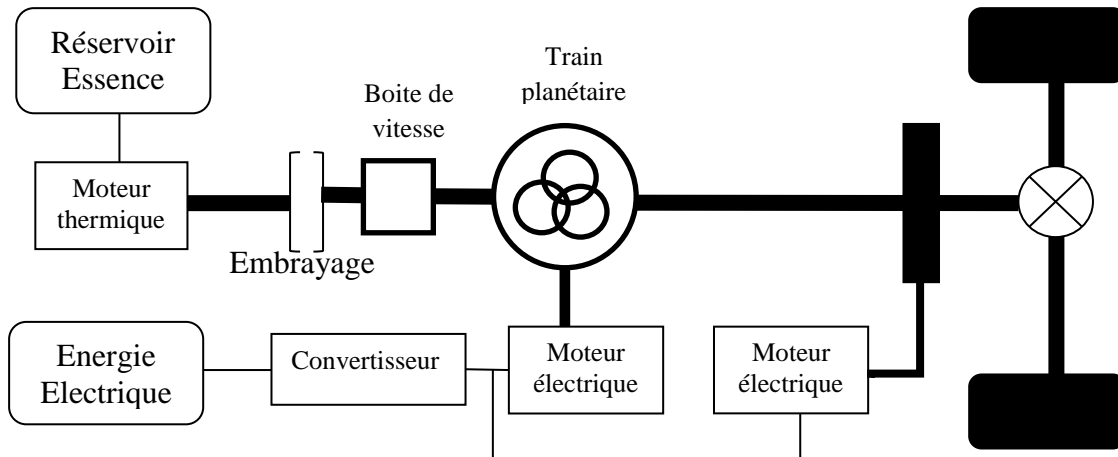 Réservoir
Essence
Train
planétaire
Boite de
vitesse
Moteur
thermique
Embrayage
Energie
Electrique
Convertisseur
Moteur
électrique
Moteur
électrique